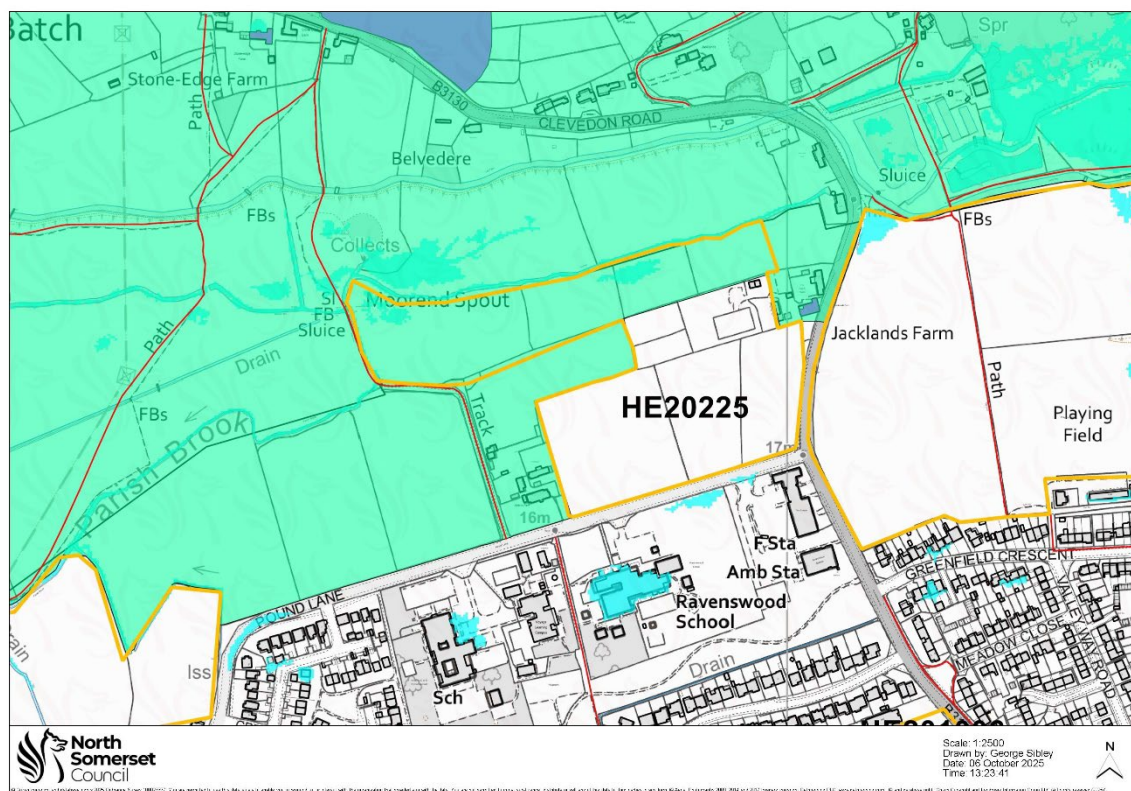 Batch
Spr
Stone-Edge Farm
Path
B3130
CLEVEDON ROAD
Belvedere
Sluice
FBs
FBs
Collects
Moorend Spout
Sl
FB
Sluice
Jacklands Farm
Path
Drain
Path
Track
HE20225
Playing
Field
FBs
Parish Brook
17m
16m
F Sta
GREENFIELD CRESCENT
Amb Sta
POUND LANE
Ravenswood
School
MEADOW CLOSE
VALLEY WAY ROAD
Drain
Iss
Sch
North
Somerset
Council
Scale: 1:2500
Drawn by: George Sibley
Date: 06 October 2025
Time: 13:23:41
N